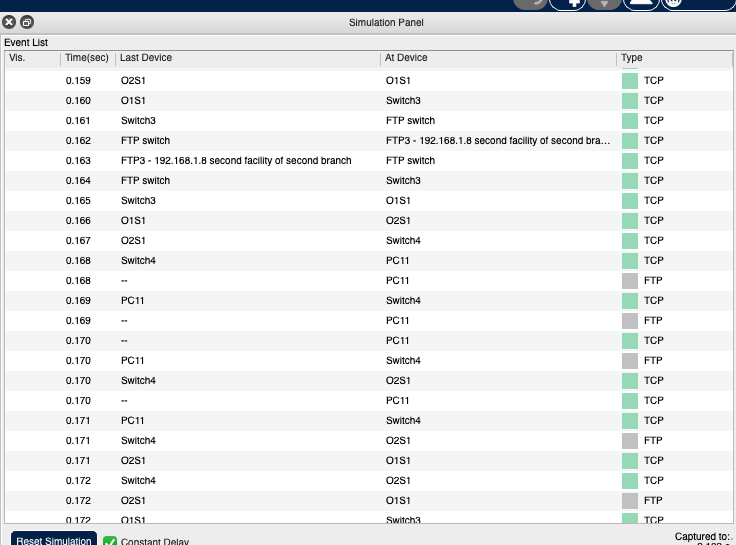 Simulation Panel
Event List
Vis. Time(sec) Last Device At Device Type
0.159 O2S1 O1S1 TCP
0.160 O1S1 Switch3 TCP
0.161 Switch3 FTP switch TCP
0.162 FTP switch FTP3 - 192.168.1.8 second facility of second bra... TCP
0.163 FTP3 - 192.168.1.8 second facility of second branch FTP switch TCP
0.164 FTP switch Switch3 TCP
0.165 Switch3 O1S1 TCP
0.166 O1S1 O2S1 TCP
0.167 O2S1 Switch4 TCP
0.168 Switch4 PC11 TCP
0.168 -- PC11 FTP
0.169 PC11 Switch4 TCP
0.169 -- PC11 FTP
0.170 -- PC11 TCP
0.170 PC11 Switch4 FTP
0.170 Switch4 O2S1 TCP
0.170 -- PC11 TCP
0.171 PC11 Switch4 TCP
0.171 Switch4 O2S1 FTP
0.171 O2S1 O1S1 TCP
0.172 Switch4 O2S1 TCP
0.172 O2S1 O1S1 FTP
0.172 O1S1 Switch3 TCP
Reset Simulation Constant Delay Captured to: